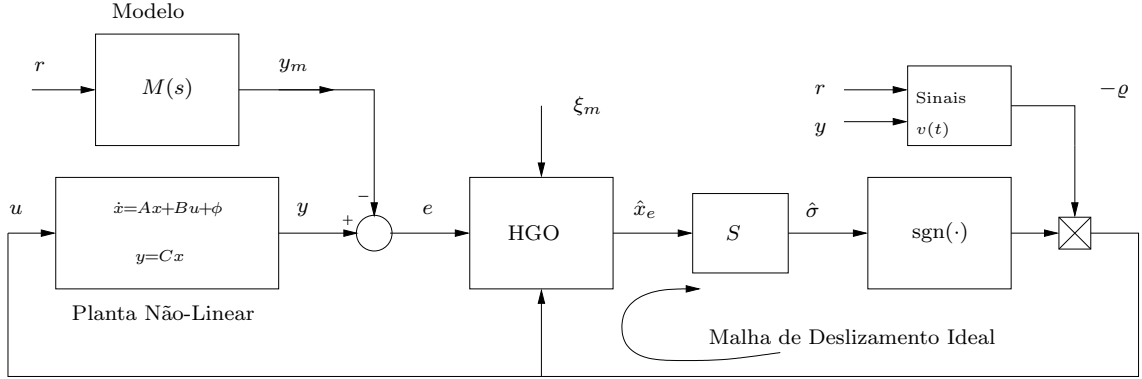 Modelo
r
M(s)
y_m
r
y
Sinais
v(t)
−ϱ
ξ_m
u
ẋ=Ax+Bu+ϕ
y=Cx
y
+
−
e
HGO
x̂_e
S
σ̂
sgn(·)
Planta Não-Linear
Malha de Deslizamento Ideal